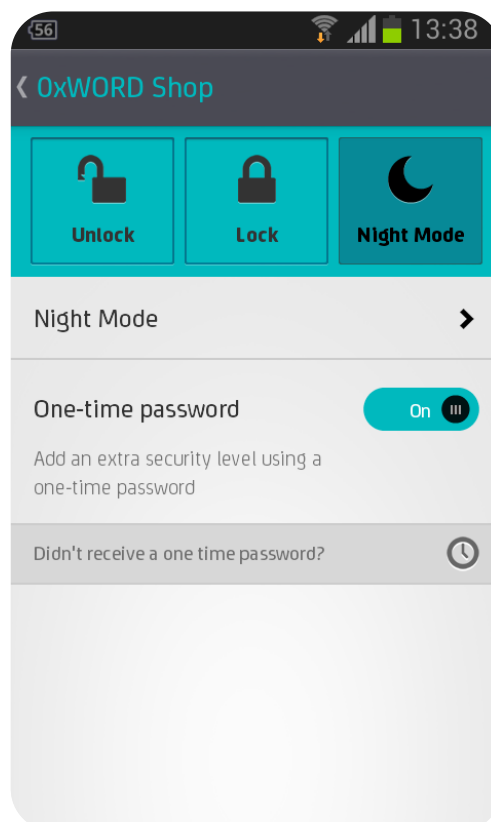 56 13:38
0xWORD Shop
Unlock Lock Night Mode
Night Mode
One-time password On
Add an extra security level using a
one-time password
Didn't receive a one time password?